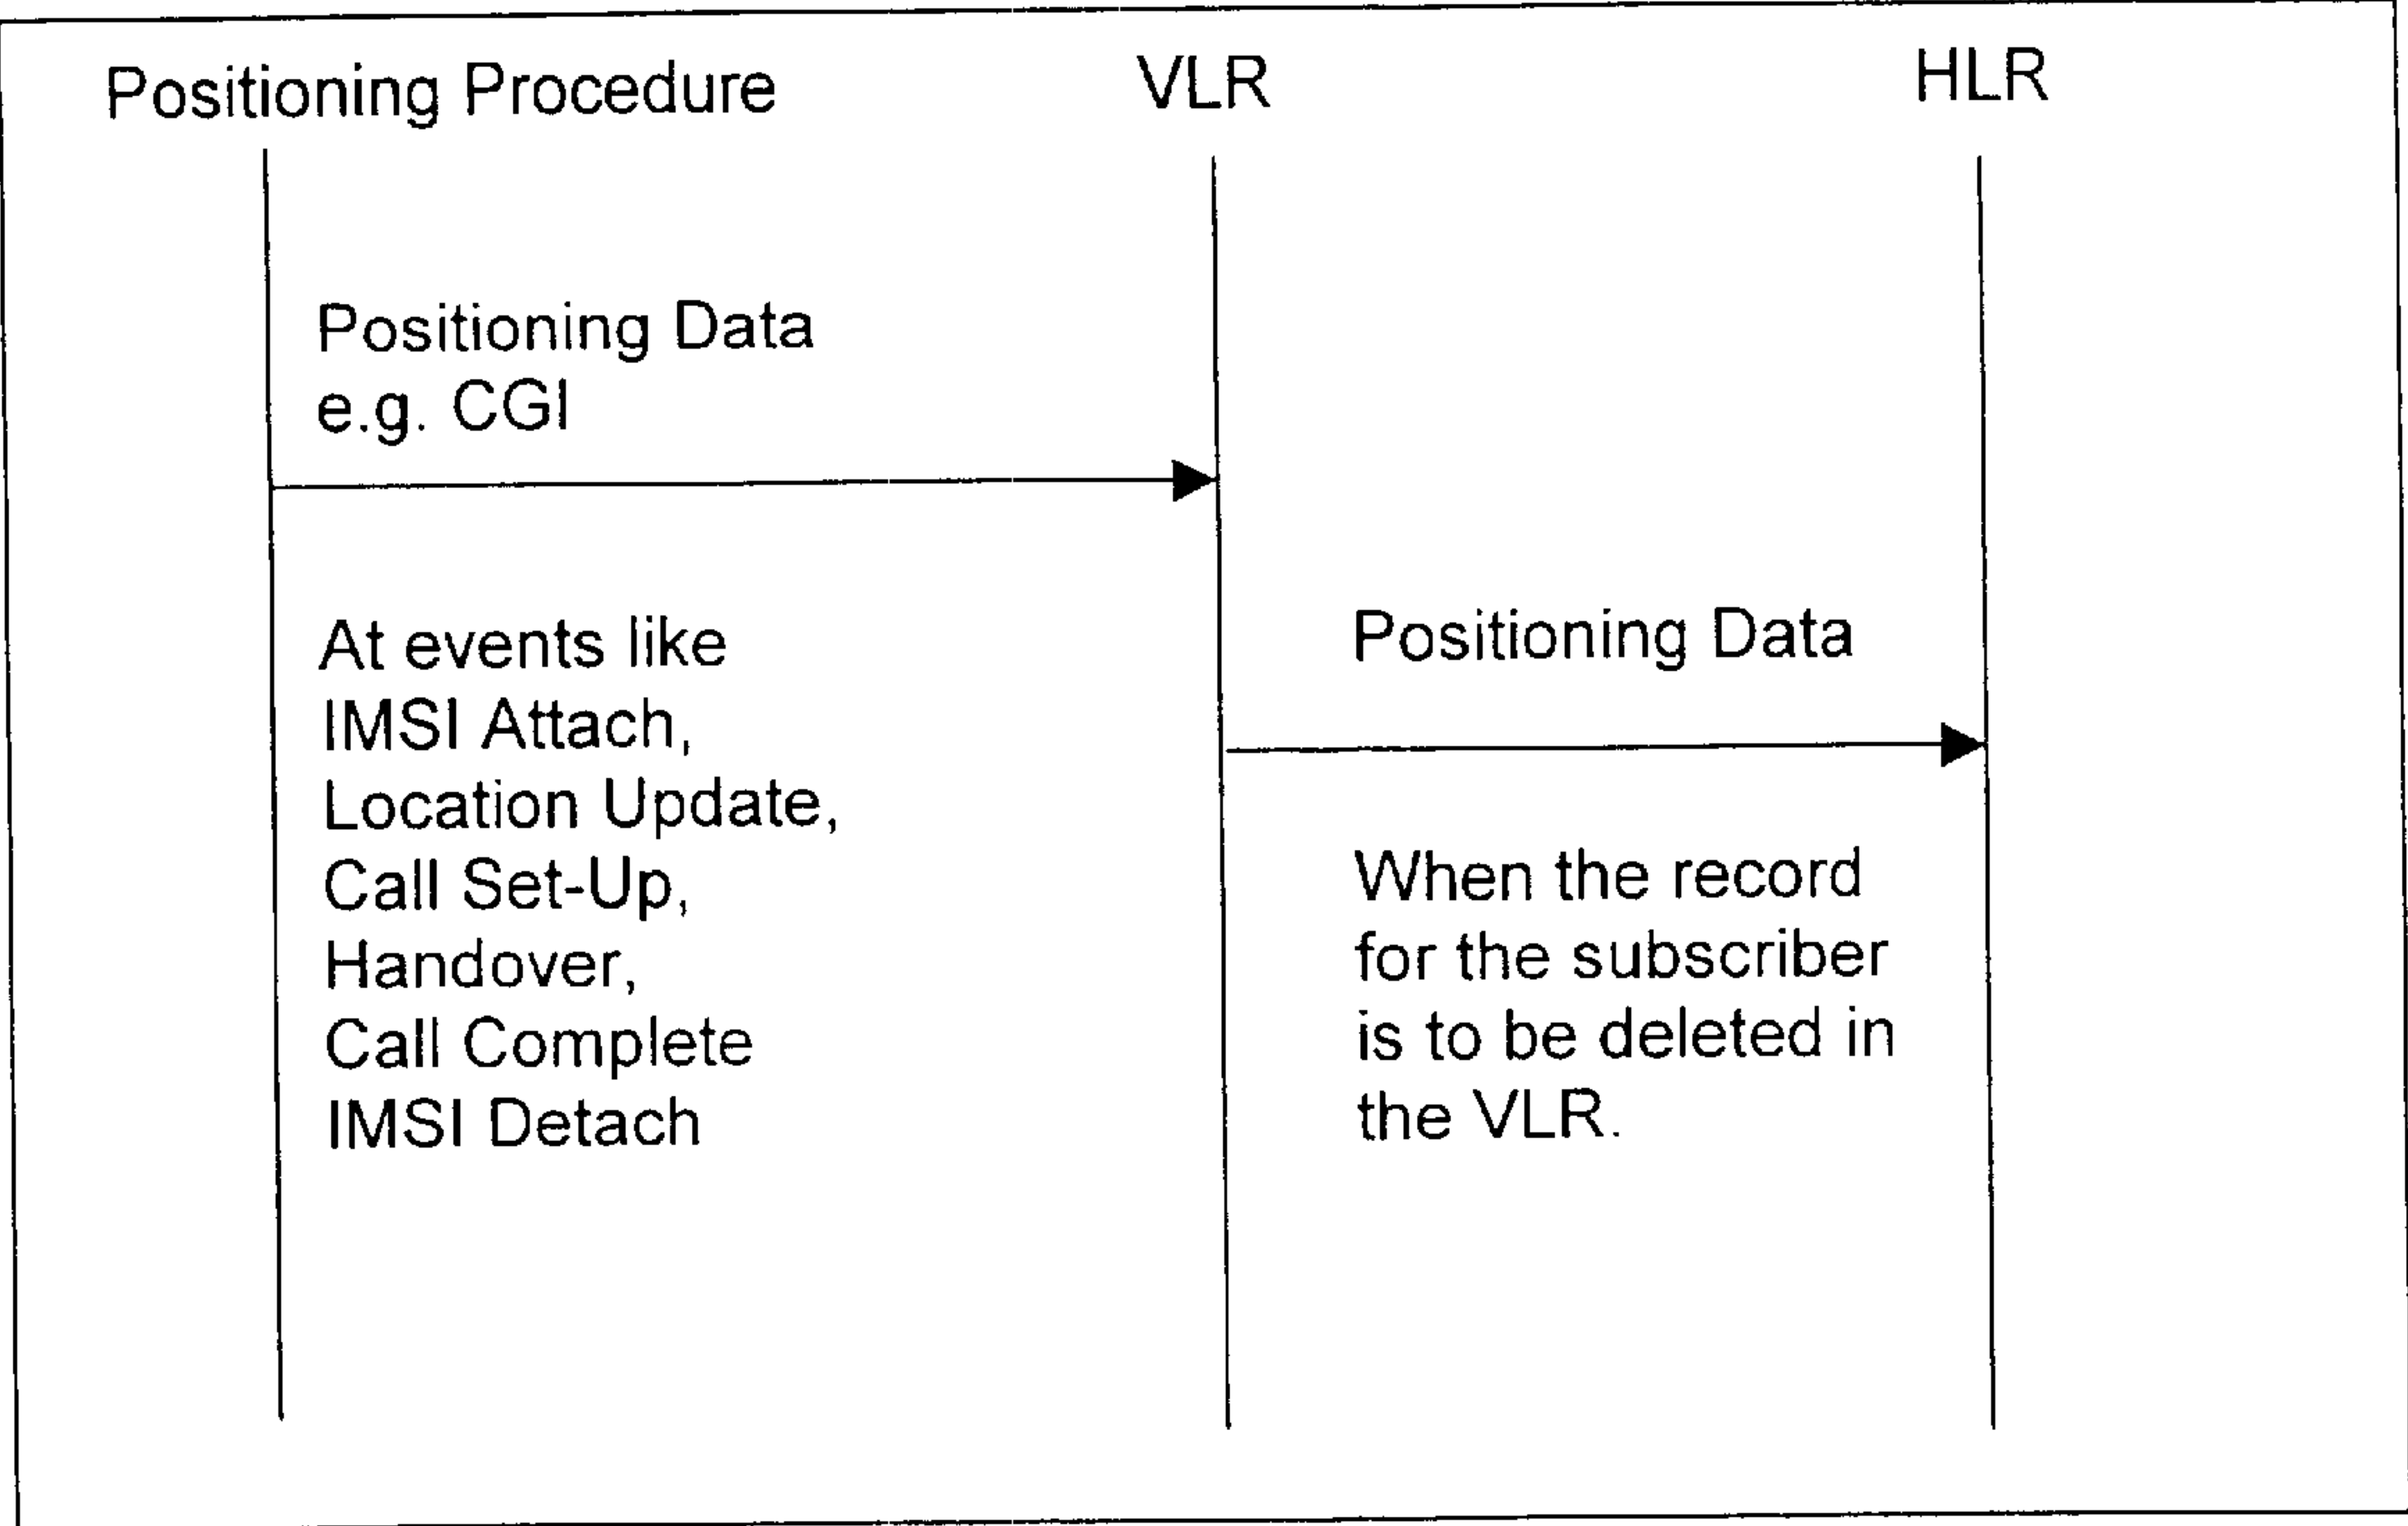 Positioning Procedure
VLR
HLR
Positioning Data
e.g. CGI
At events like
IMSI Attach,
Location Update,
Call Set-Up,
Handover,
Call Complete
IMSI Detach
Positioning Data
When the record
for the subscriber
is to be deleted in
the VLR.